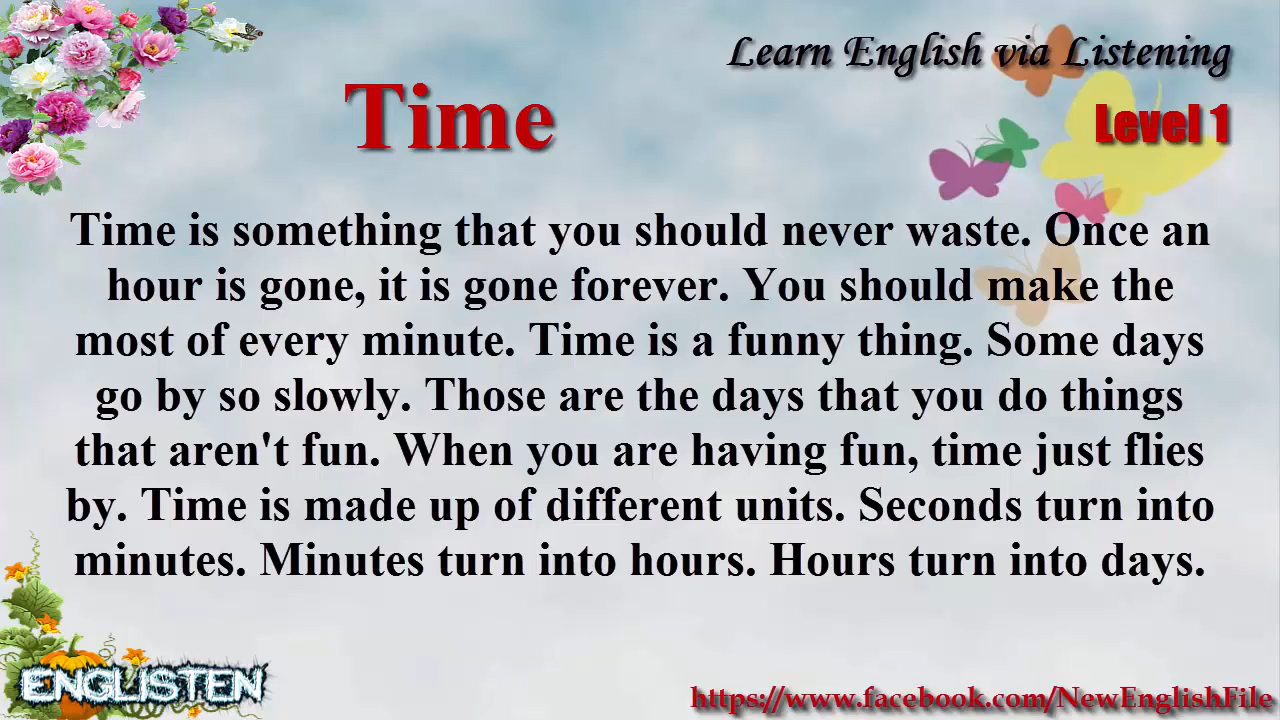 Learn English via Listening
Time
Level 1
Time is something that you should never waste. Once an
hour is gone, it is gone forever. You should make the
most of every minute. Time is a funny thing. Some days
go by so slowly. Those are the days that you do things
that aren't fun. When you are having fun, time just flies
by. Time is made up of different units. Seconds turn into
minutes. Minutes turn into hours. Hours turn into days.
ENGLISTEN
https://www.facebook.com/NewEnglishFile